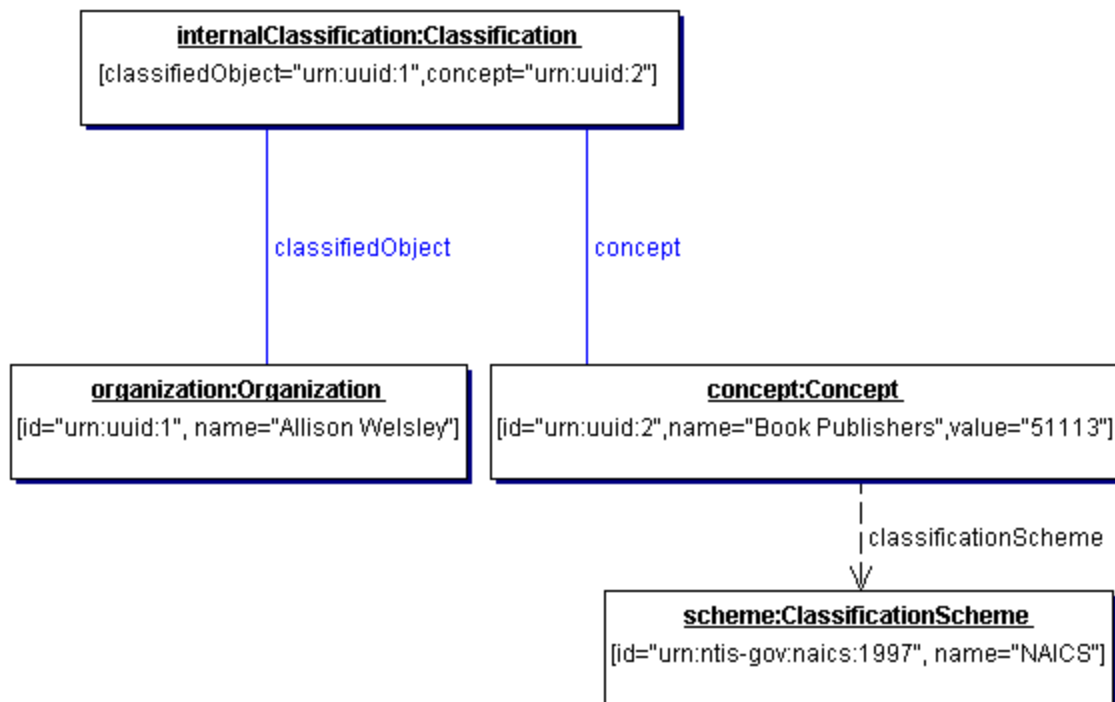 internalClassification:Classification
[classifiedObject="urn:uuid:1",concept="urn:uuid:2"]
classifiedObject
concept
organization:Organization
[id="urn:uuid:1", name="Allison Welsley"]
concept:Concept
[id="urn:uuid:2",name="Book Publishers",value="51113"]
classificationScheme
scheme:ClassificationScheme
[id="urn:ntis-gov:naics:1997", name="NAICS"]